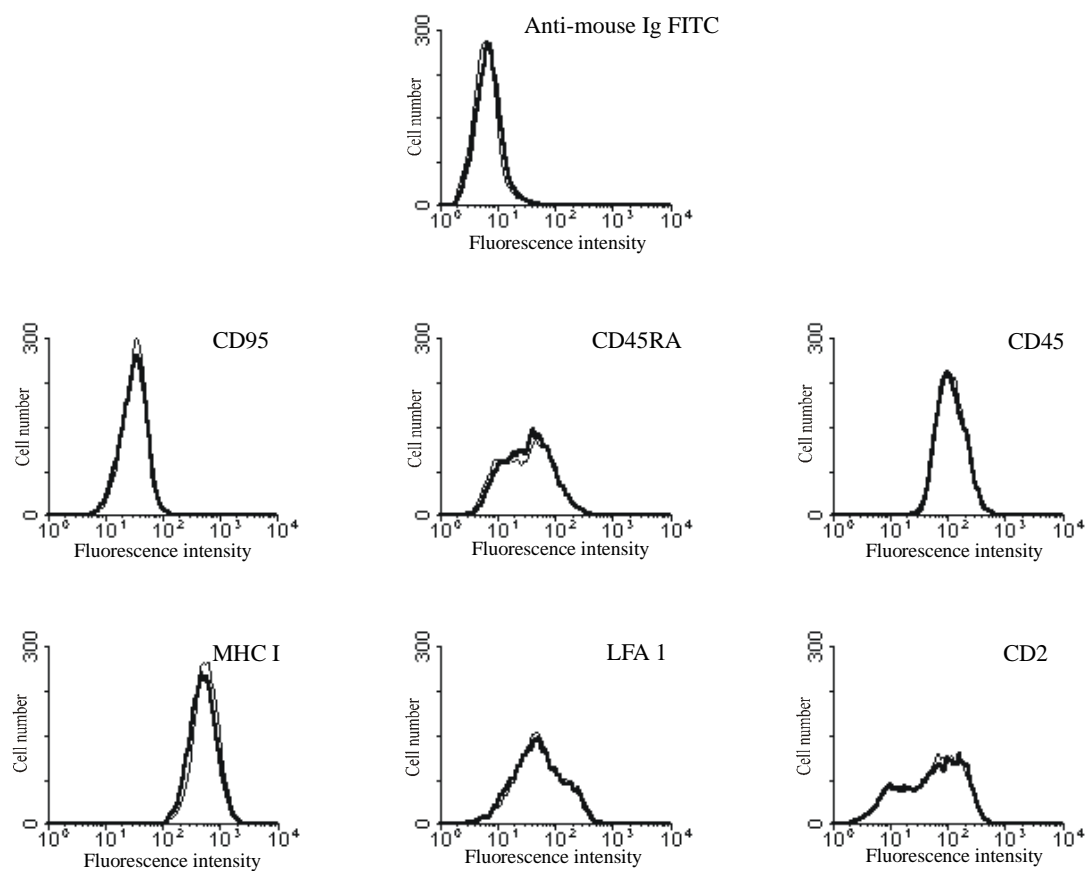 Anti-mouse Ig FITC
300
Cell number
0
10⁰ 10¹ 10² 10³ 10⁴
Fluorescence intensity
CD95
300
Cell number
0
10⁰ 10¹ 10² 10³ 10⁴
Fluorescence intensity
CD45RA
300
Cell number
0
10⁰ 10¹ 10² 10³ 10⁴
Fluorescence intensity
CD45
300
Cell number
0
10⁰ 10¹ 10² 10³ 10⁴
Fluorescence intensity
MHC I
300
Cell number
0
10⁰ 10¹ 10² 10³ 10⁴
Fluorescence intensity
LFA 1
300
Cell number
0
10⁰ 10¹ 10² 10³ 10⁴
Fluorescence intensity
CD2
300
Cell number
0
10⁰ 10¹ 10² 10³ 10⁴
Fluorescence intensity